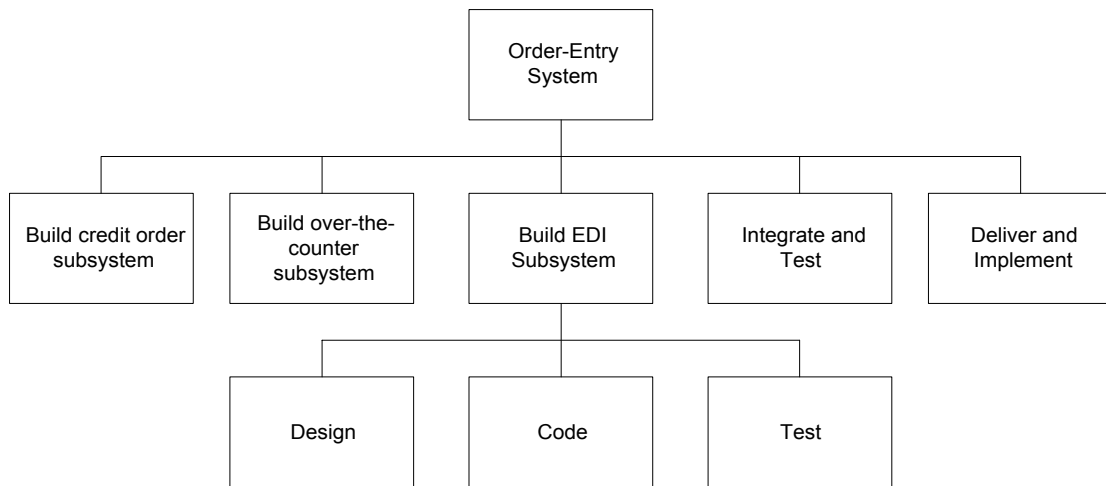 Order-Entry
System
Build credit order
subsystem
Build over-the-
counter
subsystem
Build EDI
Subsystem
Integrate and
Test
Deliver and
Implement
Design
Code
Test